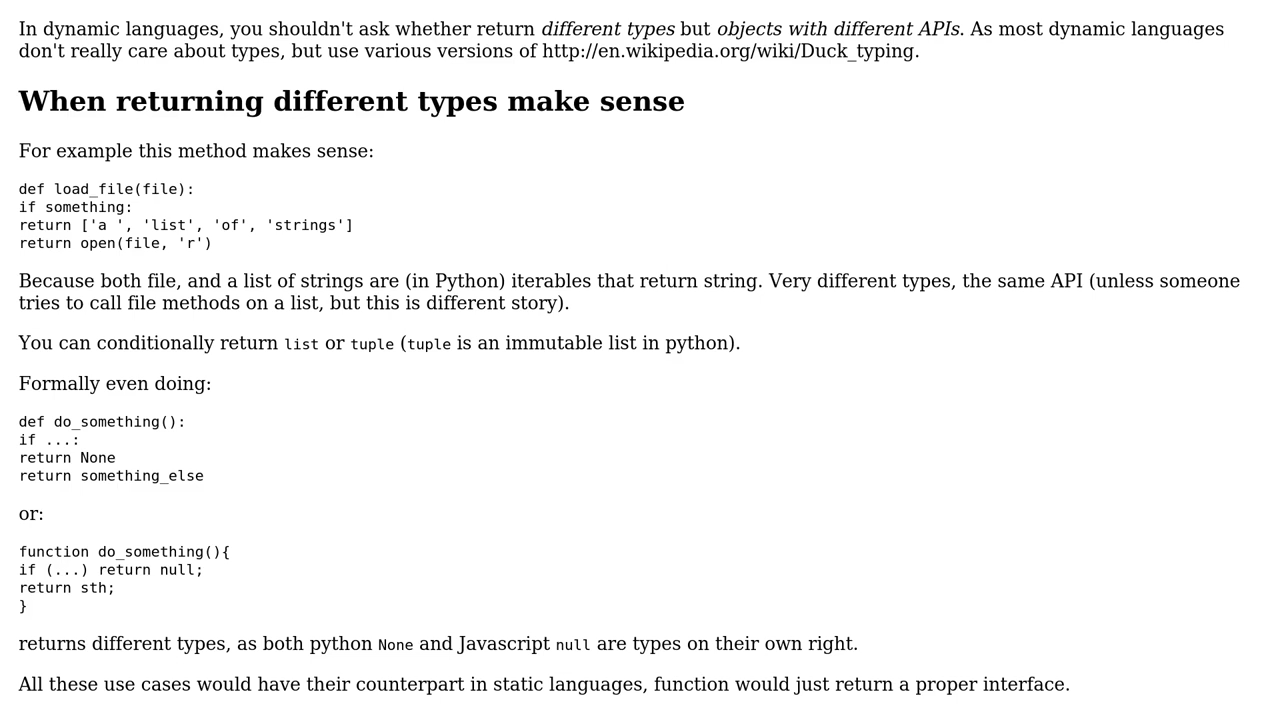 In dynamic languages, you shouldn't ask whether return different types but objects with different APIs. As most dynamic languages
don't really care about types, but use various versions of http://en.wikipedia.org/wiki/Duck_typing.
When returning different types make sense
For example this method makes sense:
def load_file(file):
if something:
return ['a ', 'list', 'of', 'strings']
return open(file, 'r')
Because both file, and a list of strings are (in Python) iterables that return string. Very different types, the same API (unless someone
tries to call file methods on a list, but this is different story).
You can conditionally return list or tuple (tuple is an immutable list in python).
Formally even doing:
def do_something():
if ...:
return None
return something_else
or:
function do_something(){
if (...) return null;
return sth;
}
returns different types, as both python None and Javascript null are types on their own right.
All these use cases would have their counterpart in static languages, function would just return a proper interface.